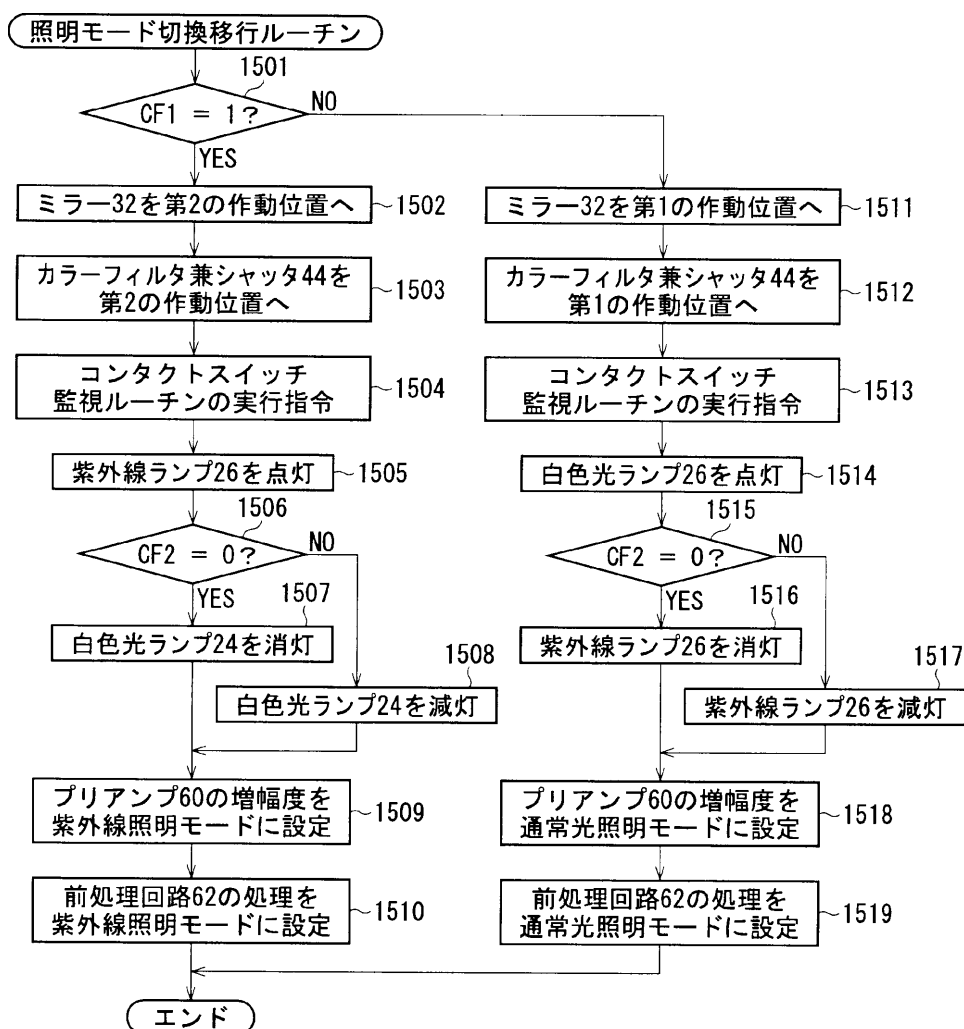 照明モード切換移行ルーチン
1501
CF1 = 1?
NO
YES
ミラー32を第2の作動位置へ
1502
カラーフィルタ兼シャッタ44を
第2の作動位置へ
1503
コンタクトスイッチ
監視ルーチンの実行指令
1504
紫外線ランプ26を点灯
1505
1506
CF2 = 0?
NO
YES
1507
白色光ランプ24を消灯
1508
白色光ランプ24を減灯
プリアンプ60の増幅度を
紫外線照明モードに設定
1509
前処理回路62の処理を
紫外線照明モードに設定
1510
ミラー32を第1の作動位置へ
1511
カラーフィルタ兼シャッタ44を
第1の作動位置へ
1512
コンタクトスイッチ
監視ルーチンの実行指令
1513
白色光ランプ26を点灯
1514
1515
CF2 = 0?
NO
YES
1516
紫外線ランプ26を消灯
1517
紫外線ランプ26を減灯
プリアンプ60の増幅度を
通常光照明モードに設定
1518
前処理回路62の処理を
通常光照明モードに設定
1519
エンド